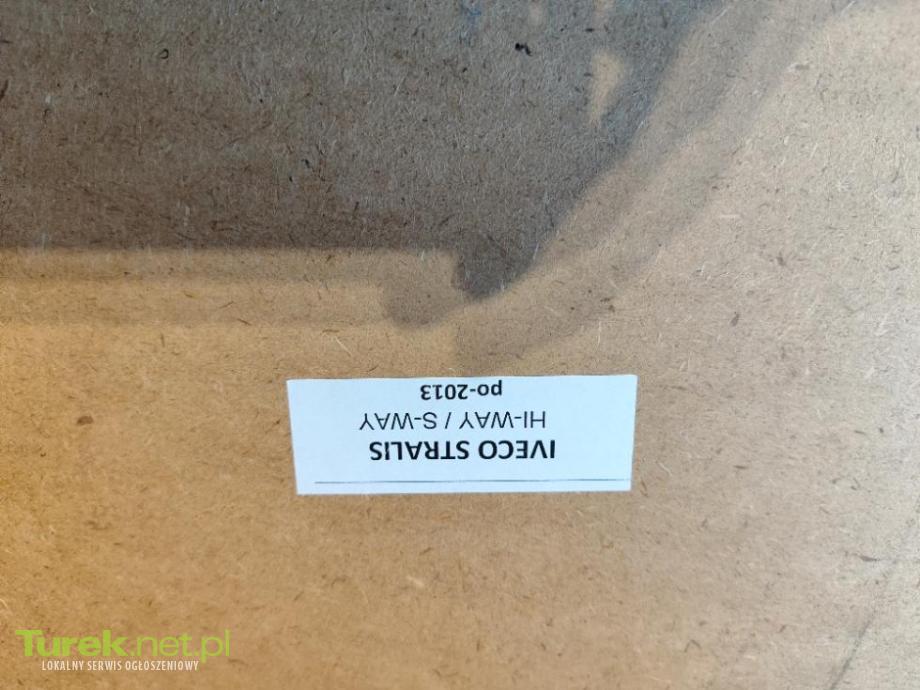 IVECO STRALIS
HI-WAY / S-WAY
po-2013
Turek.net.pl
LOKALNY SERWIS OGŁOSZENIOWY